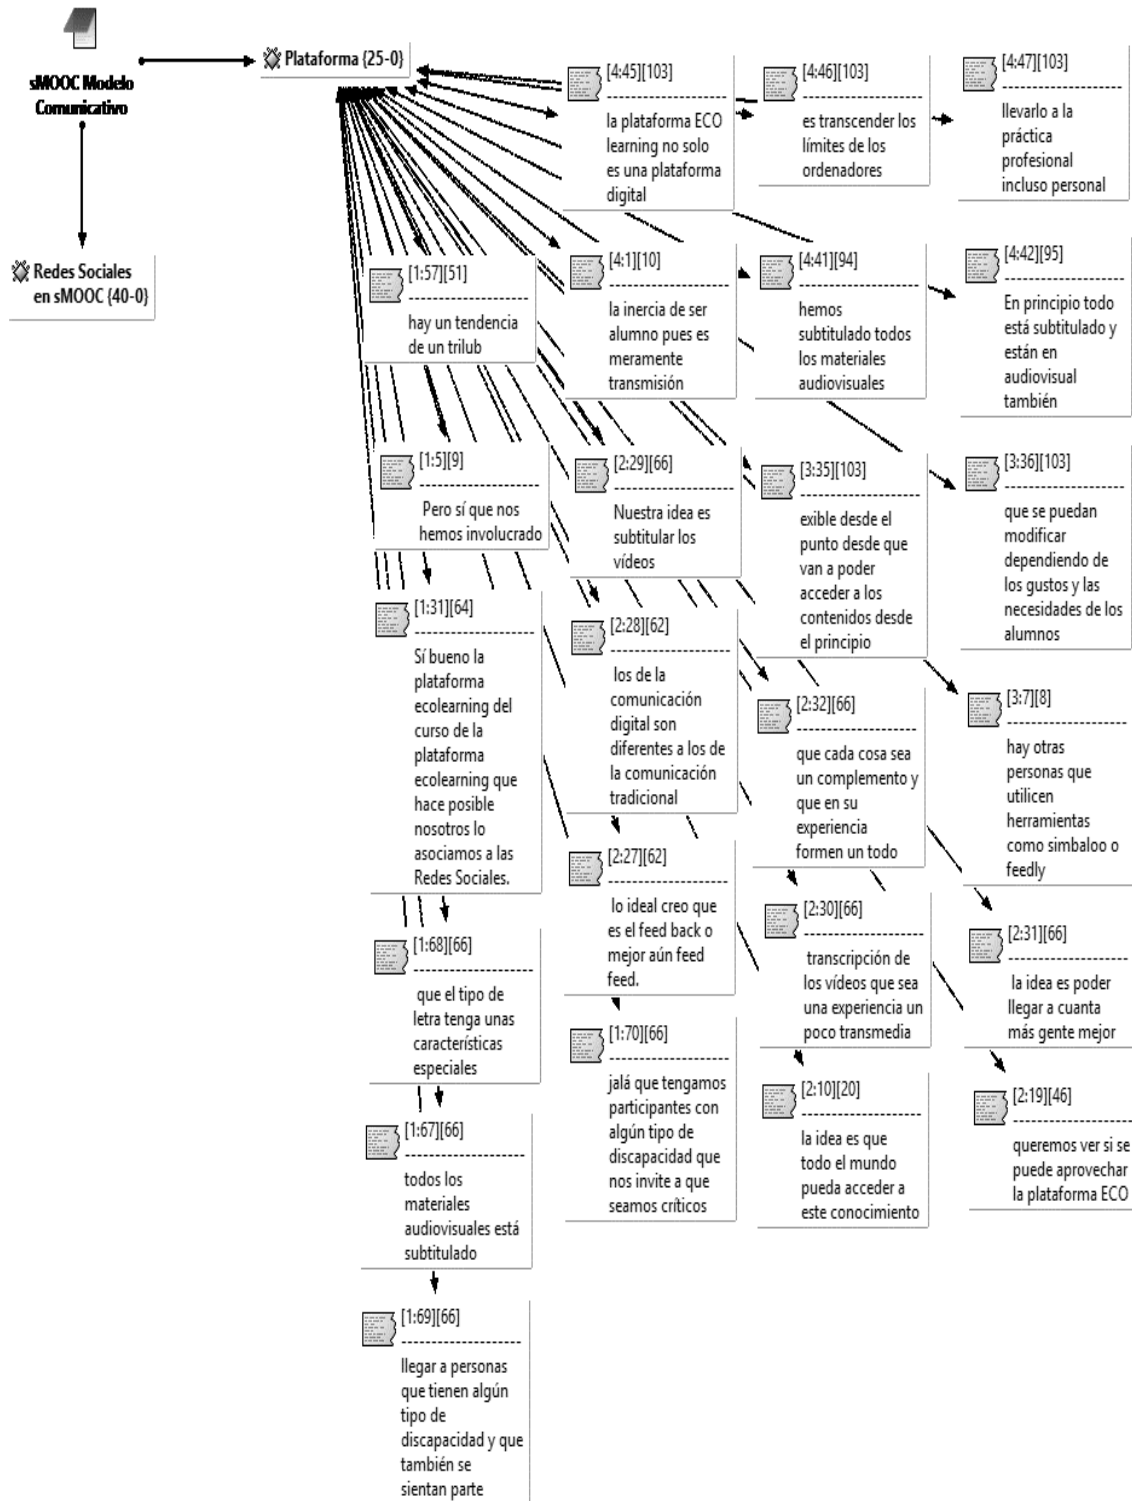 sMOOC Modelo
Comunicativo
Plataforma {25-0}
Redes Sociales
en sMOOC {40-0}
[4:45][103]
la plataforma ECO
learning no solo
es una plataforma
digital
[4:46][103]
es transcender los
límites de los
ordenadores
[4:47][103]
llevarlo a la
práctica
profesional
incluso personal
[1:57][51]
hay un tendencia
de un trilub
[4:1][10]
la inercia de ser
alumno pues es
meramente
transmisión
[4:41][94]
hemos
subtitulado todos
los materiales
audiovisuales
[4:42][95]
En principio todo
está subtitulado y
están en
audiovisual
también
[1:5][9]
Pero sí que nos
hemos involucrado
[2:29][66]
Nuestra idea es
subtitular los
vídeos
[3:35][103]
exible desde el
punto desde que
van a poder
acceder a los
contenidos desde
el principio
[3:36][103]
que se puedan
modificar
dependiendo de
los gustos y las
necesidades de los
alumnos
[1:31][64]
Sí bueno la
plataforma
ecolearning del
curso de la
plataforma
ecolearning que
hace posible
nosotros lo
asociamos a las
Redes Sociales.
[2:28][62]
los de la
comunicación
digital son
diferentes a los de
la comunicación
tradicional
[2:32][66]
que cada cosa sea
un complemento y
que en su
experiencia
formen un todo
[3:7][8]
hay otras
personas que
utilicen
herramientas
como simbaloo o
feedly
[2:27][62]
lo ideal creo que
es el feed back o
mejor aún feed
feed.
[1:68][66]
que el tipo de
letra tenga unas
características
especiales
[2:30][66]
transcripción de
los vídeos que sea
una experiencia un
poco transmedia
[2:31][66]
la idea es poder
llegar a cuanta
más gente mejor
[1:70][66]
jalá que tengamos
participantes con
algún tipo de
discapacidad que
nos invite a que
seamos críticos
[2:10][20]
la idea es que
todo el mundo
pueda acceder a
este conocimiento
[2:19][46]
queremos ver si se
puede aprovechar
la plataforma ECO
[1:67][66]
todos los
materiales
audiovisuales está
subtitulado
[1:69][66]
llegar a personas
que tienen algún
tipo de
discapacidad y que
también se
sientan parte